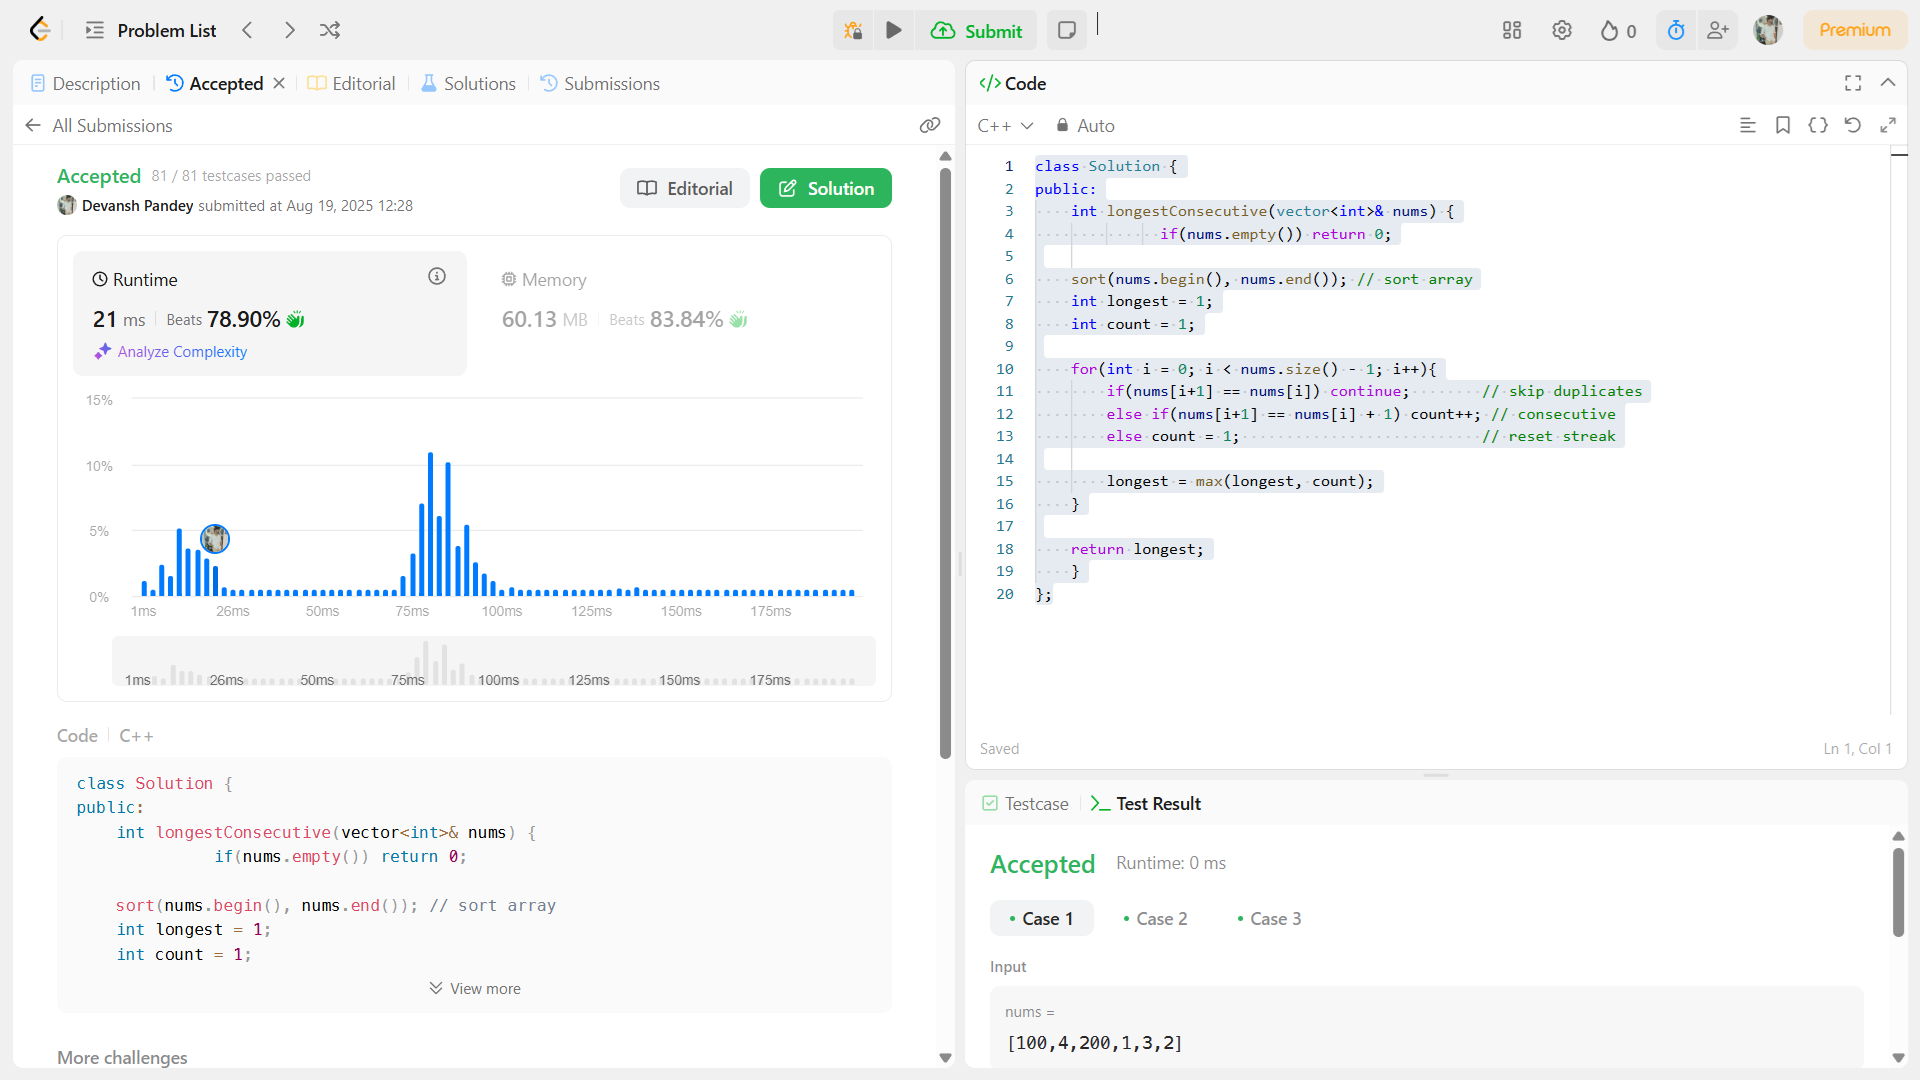 Problem List
Submit
0
Premium
Description
Accepted
Editorial
Solutions
Submissions
All Submissions
Accepted 81 / 81 testcases passed
Devansh Pandey submitted at Aug 19, 2025 12:28
Editorial
Solution
Runtime
21 ms Beats 78.90%
Analyze Complexity
Memory
60.13 MB Beats 83.84%
15%
10%
5%
0%
1ms 26ms 50ms 75ms 100ms 125ms 150ms 175ms
1ms 26ms 50ms 75ms 100ms 125ms 150ms 175ms
Code C++
class Solution {
public:
    int longestConsecutive(vector<int>& nums) {
              if(nums.empty()) return 0;
    sort(nums.begin(), nums.end()); // sort array
    int longest = 1;
    int count = 1;
View more
More challenges
</> Code
C++ Auto
1 class Solution {
2 public:
3     int longestConsecutive(vector<int>& nums) {
4               if(nums.empty()) return 0;
5
6     sort(nums.begin(), nums.end()); // sort array
7     int longest = 1;
8     int count = 1;
9
10     for(int i = 0; i < nums.size() - 1; i++){
11         if(nums[i+1] == nums[i]) continue;        // skip duplicates
12         else if(nums[i+1] == nums[i] + 1) count++; // consecutive
13         else count = 1;                           // reset streak
14
15         longest = max(longest, count);
16     }
17
18     return longest;
19     }
20 };
Saved
Ln 1, Col 1
Testcase
Test Result
Accepted Runtime: 0 ms
Case 1
Case 2
Case 3
Input
nums =
[100,4,200,1,3,2]